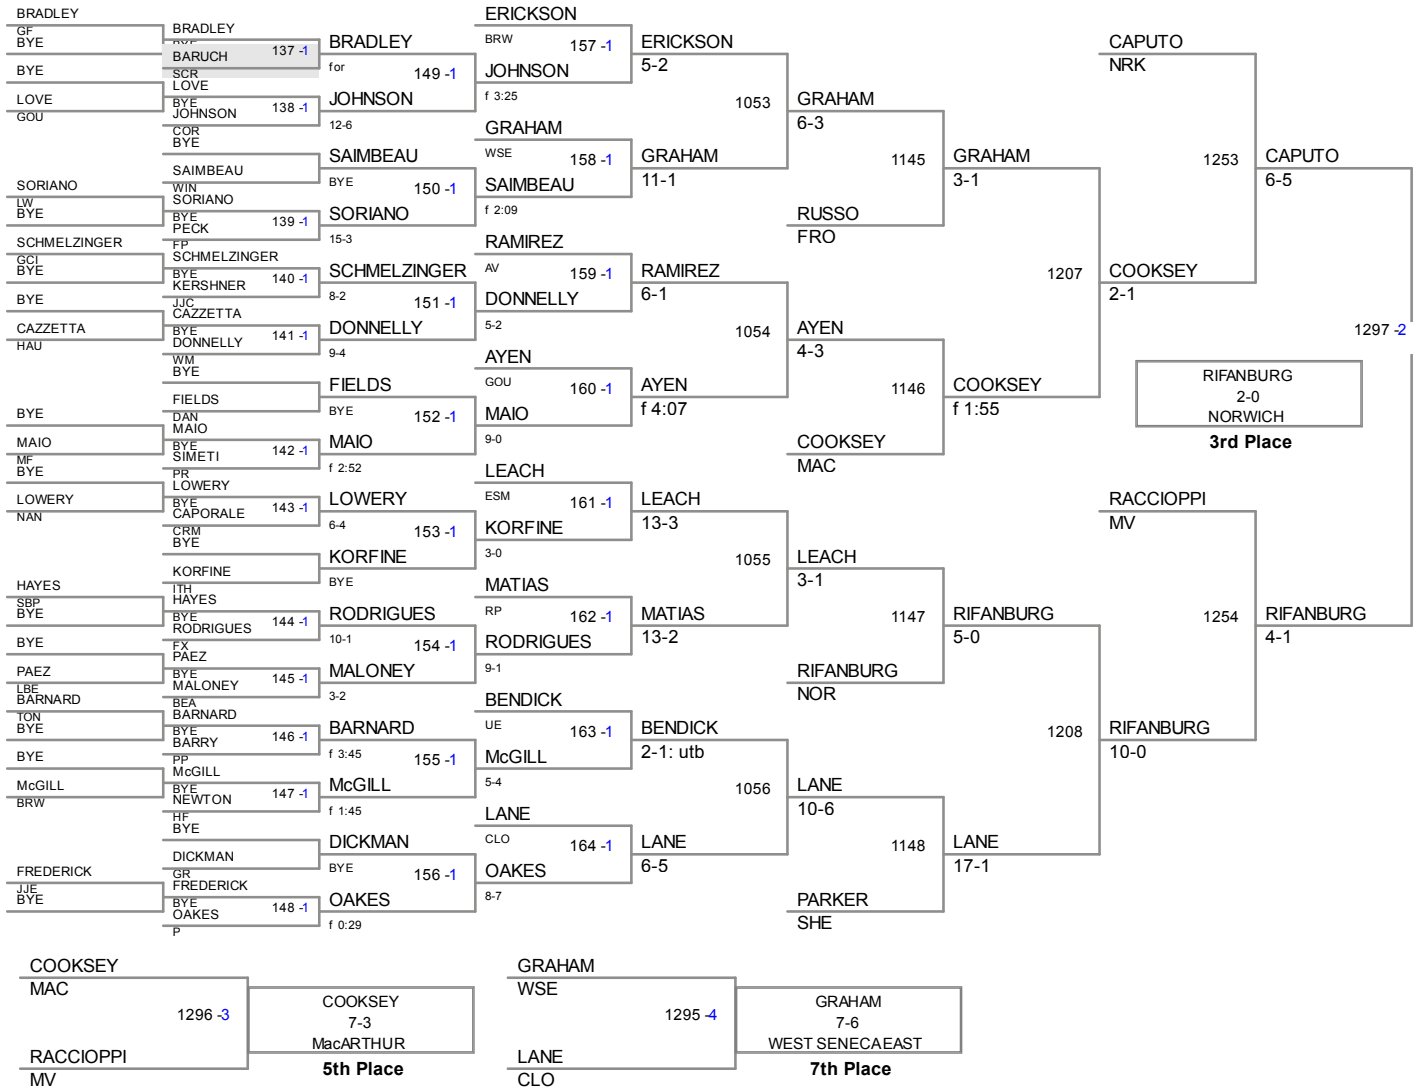 BRADLEY
GF
BYE
BYE
LOVE
GOU
SORIANO
LW
BYE
SCHMELZINGER
GCI
BYE
BYE
CAZZETTA
HAU
BYE
MAIO
MF
BYE
LOWERY
NAN
HAYES
SBP
BYE
BYE
PAEZ
LBE
BARNARD
TON
BYE
BYE
McGILL
BRW
FREDERICK
JJE
BYE
BRADLEY
BYE
BARUCH
137 -1
SCR
LOVE
BYE
JOHNSON
138 -1
COR
BYE
SAIMBEAU
WIN
SORIANO
BYE
PECK
139 -1
FP
SCHMELZINGER
BYE
KERSHNER
140 -1
JJC
CAZZETTA
BYE
DONNELLY
141 -1
WM
BYE
FIELDS
DAN
MAIO
BYE
SIMETI
142 -1
PR
LOWERY
BYE
CAPORALE
143 -1
CRM
BYE
KORFINE
ITH
HAYES
BYE
RODRIGUES
144 -1
FX
PAEZ
BYE
MALONEY
145 -1
BEA
BARNARD
BYE
BARRY
146 -1
PP
McGILL
BYE
NEWTON
147 -1
HF
BYE
DICKMAN
GR
FREDERICK
BYE
OAKES
148 -1
P
BRADLEY
for
149 -1
JOHNSON
12-6
SAIMBEAU
BYE
150 -1
SORIANO
15-3
SCHMELZINGER
8-2
151 -1
DONNELLY
9-4
FIELDS
BYE
152 -1
MAIO
f 2:52
LOWERY
6-4
153 -1
KORFINE
BYE
RODRIGUES
10-1
154 -1
MALONEY
3-2
BARNARD
f 3:45
155 -1
McGILL
f 1:45
DICKMAN
BYE
156 -1
OAKES
f 0:29
ERICKSON
BRW
157 -1
JOHNSON
f 3:25
GRAHAM
WSE
158 -1
SAIMBEAU
f 2:09
RAMIREZ
AV
159 -1
DONNELLY
5-2
AYEN
GOU
160 -1
MAIO
9-0
LEACH
ESM
161 -1
KORFINE
3-0
MATIAS
RP
162 -1
RODRIGUES
9-1
BENDICK
UE
163 -1
McGILL
5-4
LANE
CLO
164 -1
OAKES
8-7
ERICKSON
5-2
1053
GRAHAM
11-1
RAMIREZ
6-1
1054
AYEN
f 4:07
LEACH
13-3
1055
MATIAS
13-2
BENDICK
2-1: utb
1056
LANE
6-5
GRAHAM
6-3
1145
RUSSO
FRO
AYEN
4-3
1146
COOKSEY
MAC
LEACH
3-1
1147
RIFANBURG
NOR
LANE
10-6
1148
PARKER
SHE
GRAHAM
3-1
1207
COOKSEY
f 1:55
RIFANBURG
5-0
1208
LANE
17-1
CAPUTO
NRK
1253
COOKSEY
2-1
RACCIOPPI
MV
1254
RIFANBURG
10-0
CAPUTO
6-5
1297 -2
RIFANBURG
4-1
RIFANBURG
2-0
NORWICH
3rd Place
COOKSEY
MAC
1296 -3
RACCIOPPI
MV
COOKSEY
7-3
MacARTHUR
5th Place
GRAHAM
WSE
1295 -4
LANE
CLO
GRAHAM
7-6
WEST SENECA EAST
7th Place